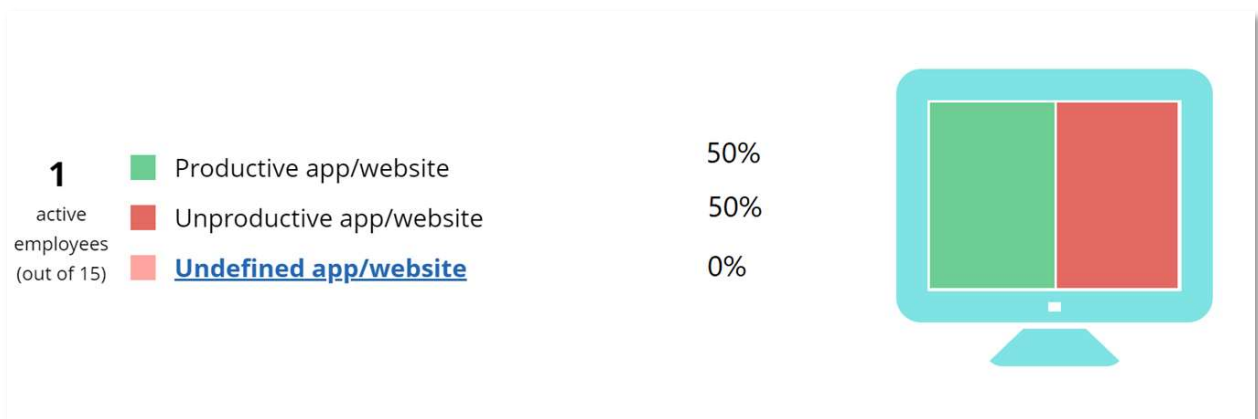 1
active
employees
(out of 15)
Productive app/website 50%
Unproductive app/website 50%
Undefined app/website 0%